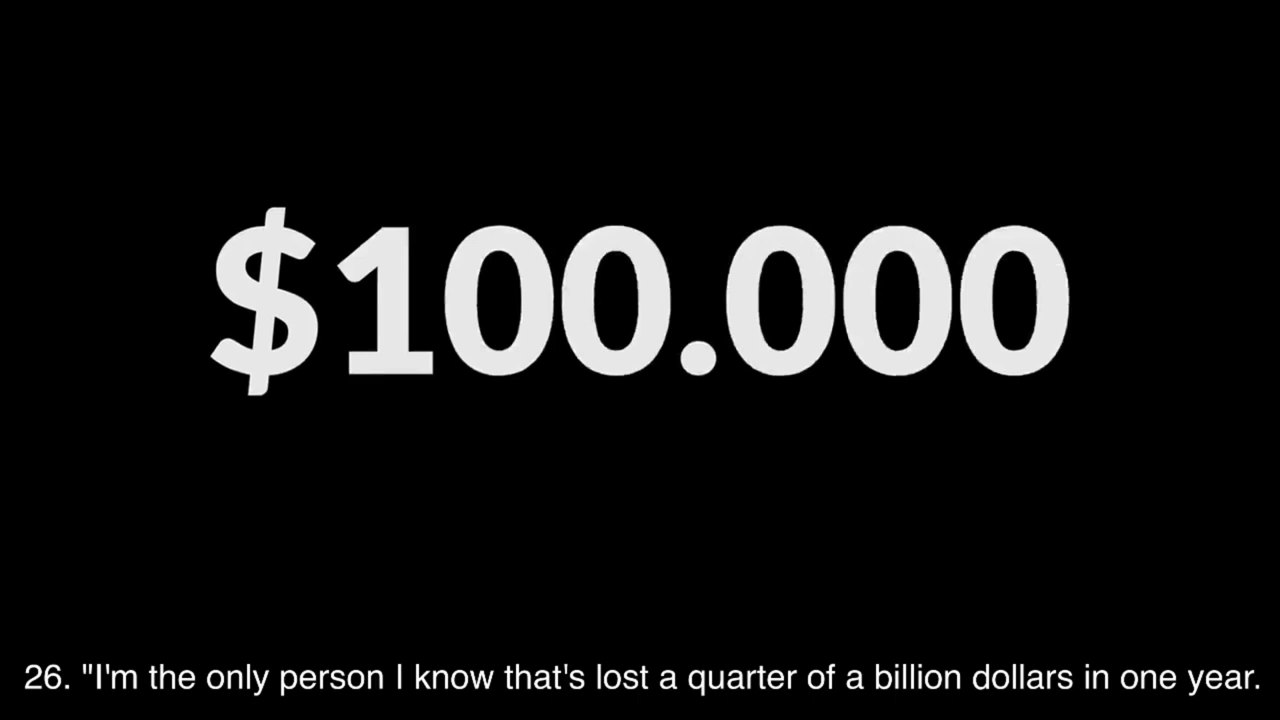 $100.000
26. "I'm the only person I know that's lost a quarter of a billion dollars in one year.